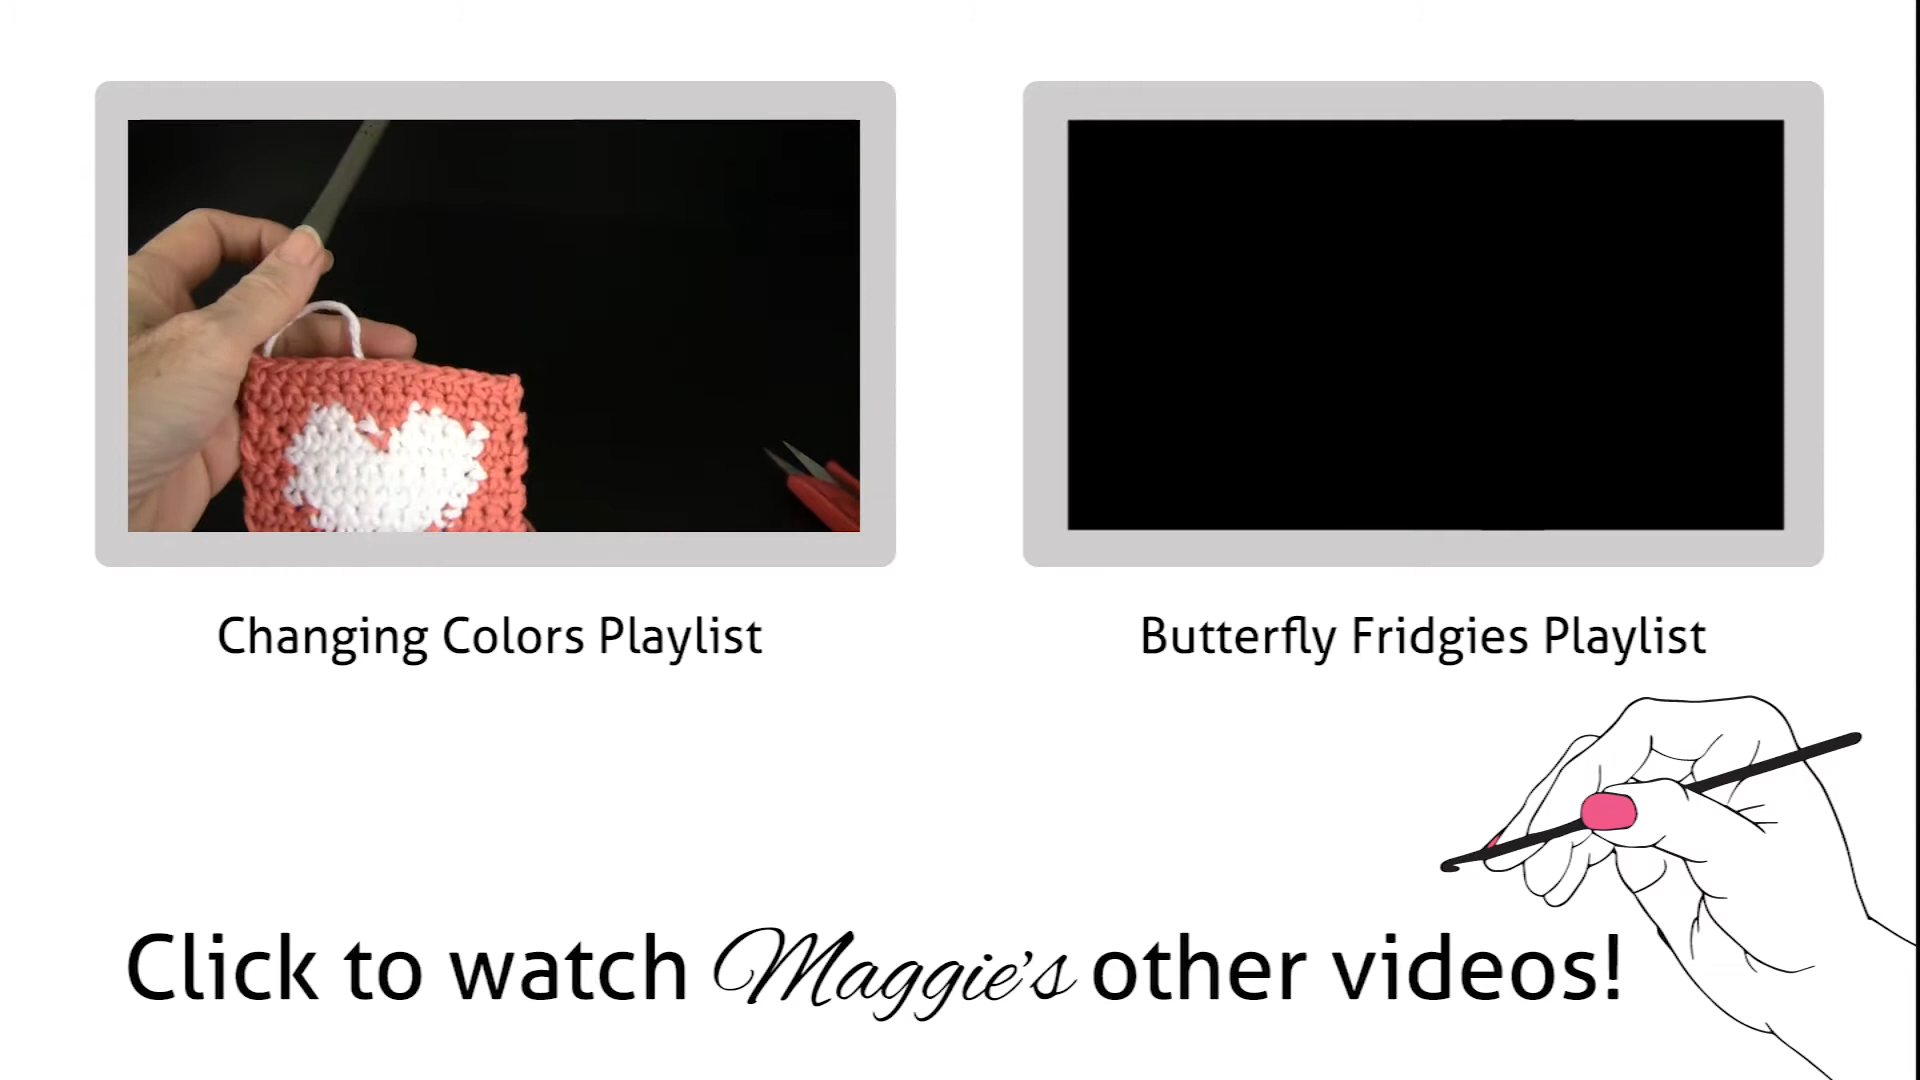 Changing Colors Playlist
Butterfly Fridgies Playlist
Click to watch Maggie's other videos!